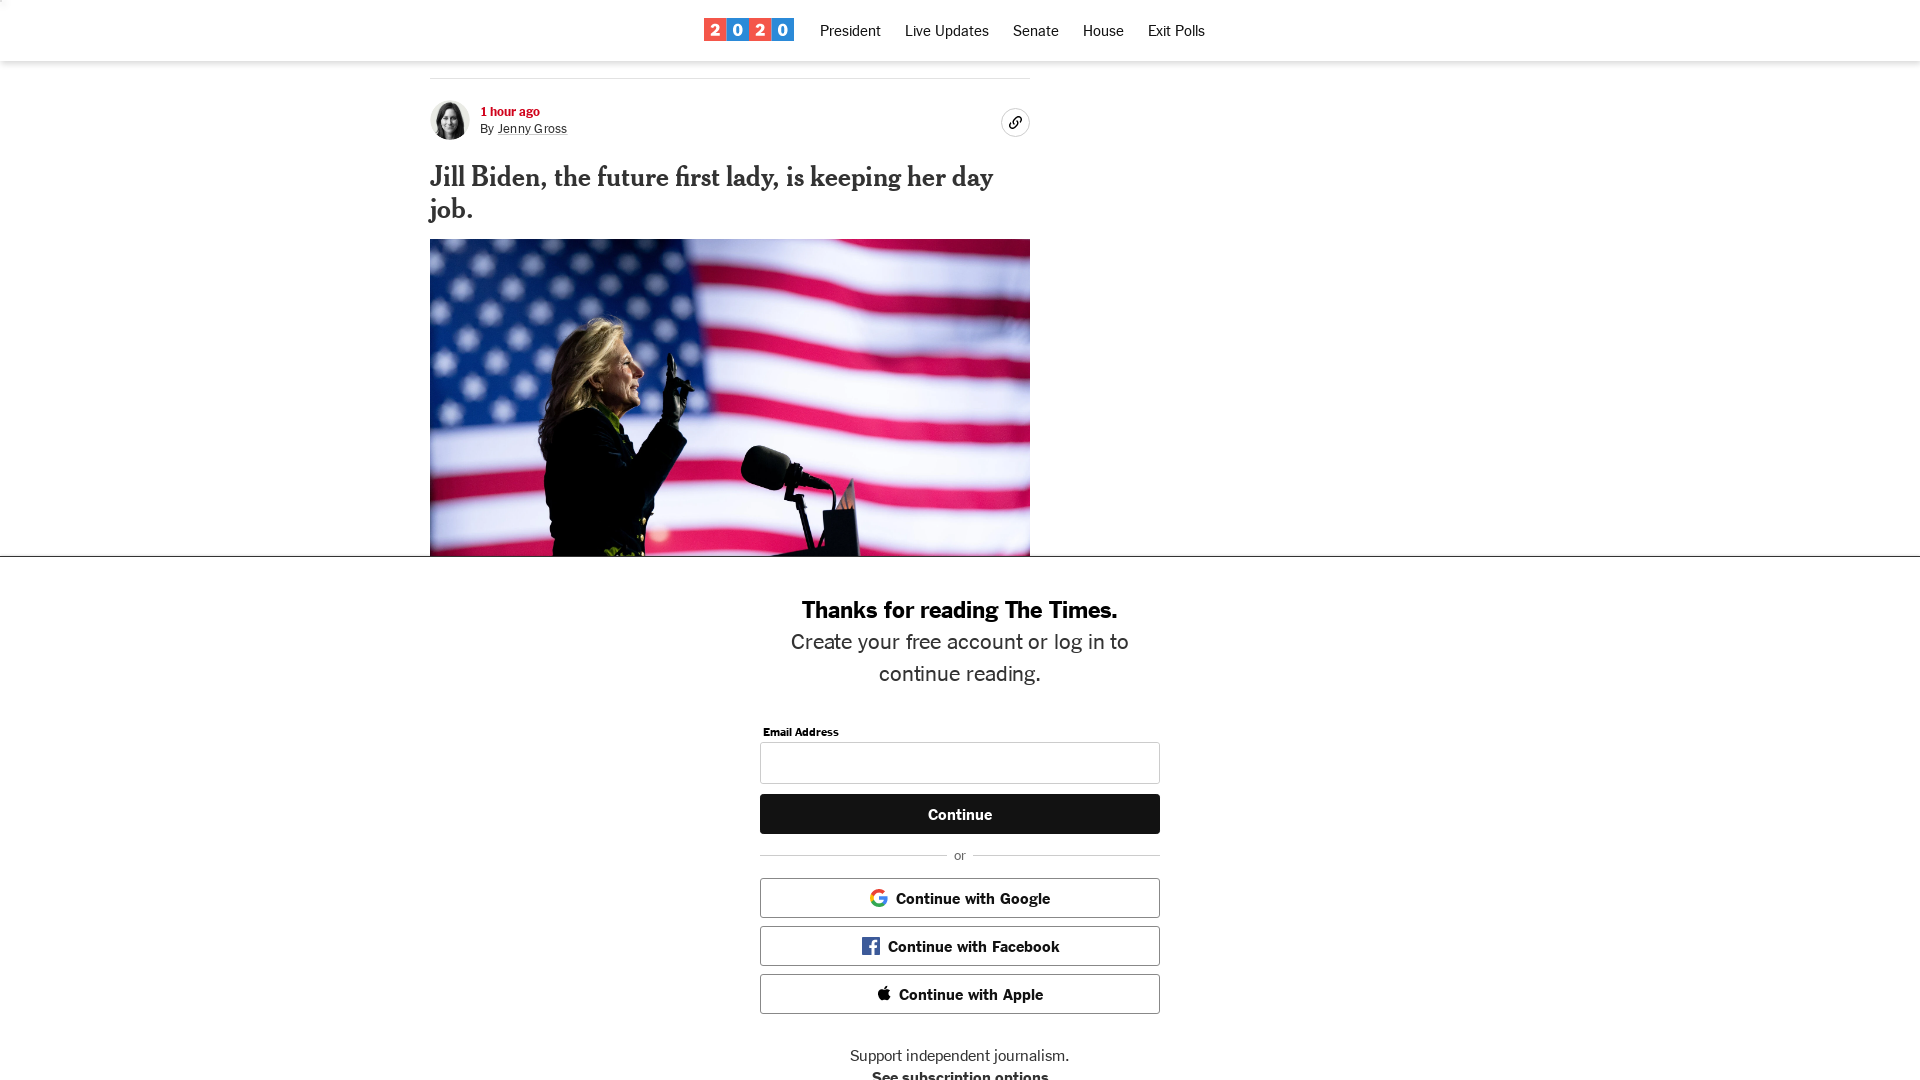 2020 President Live Updates Senate House Exit Polls
1 hour ago
By Jenny Gross
Jill Biden, the future first lady, is keeping her day
job.
Thanks for reading The Times.
Create your free account or log in to
continue reading.
Email Address
Continue
or
Continue with Google
Continue with Facebook
Continue with Apple
Support independent journalism.
See subscription options